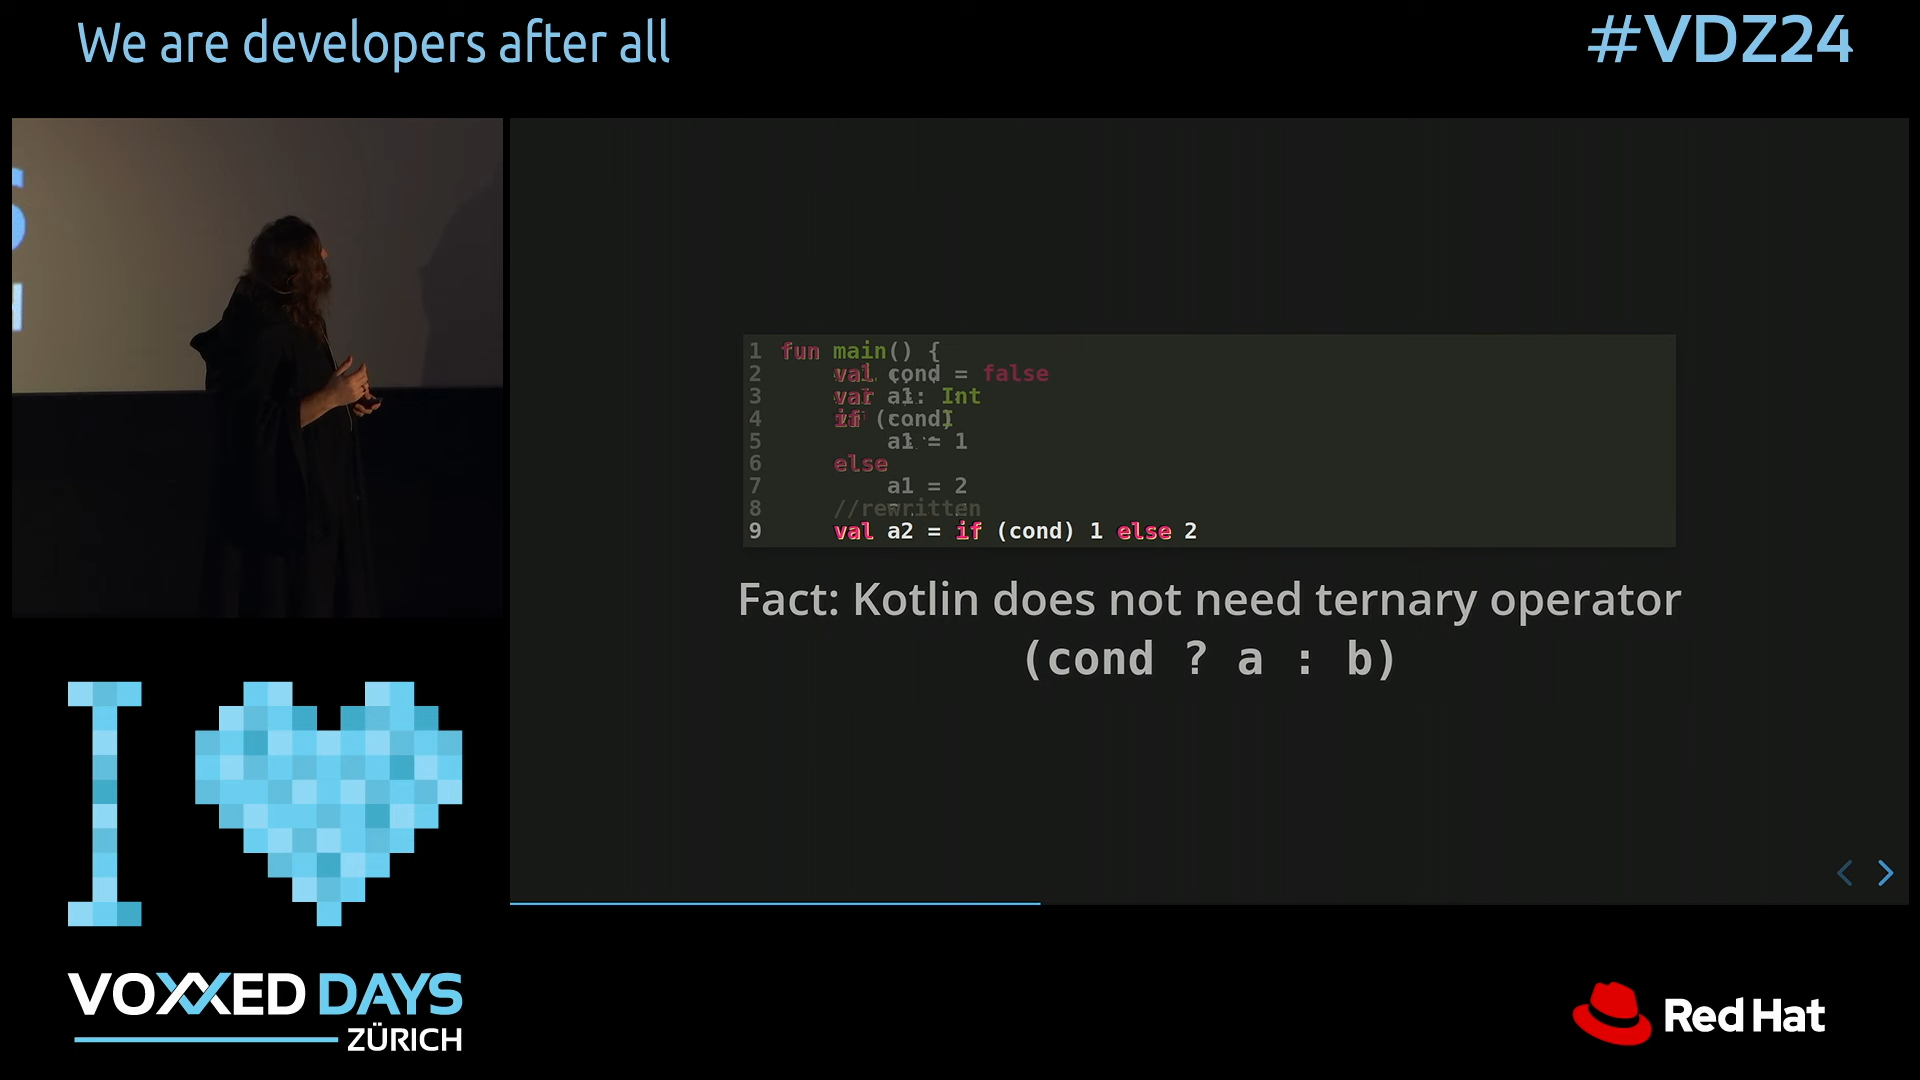 We are developers after all
#VDZ24
1 fun main() {
2     val cond = false
3     var a1: Int
4     if (cond)
5         a1 = 1
6     else
7         a1 = 2
8     //rewritten
9     val a2 = if (cond) 1 else 2
Fact: Kotlin does not need ternary operator
(cond ? a : b)
I
VOXXED DAYS
ZÜRICH
Red Hat